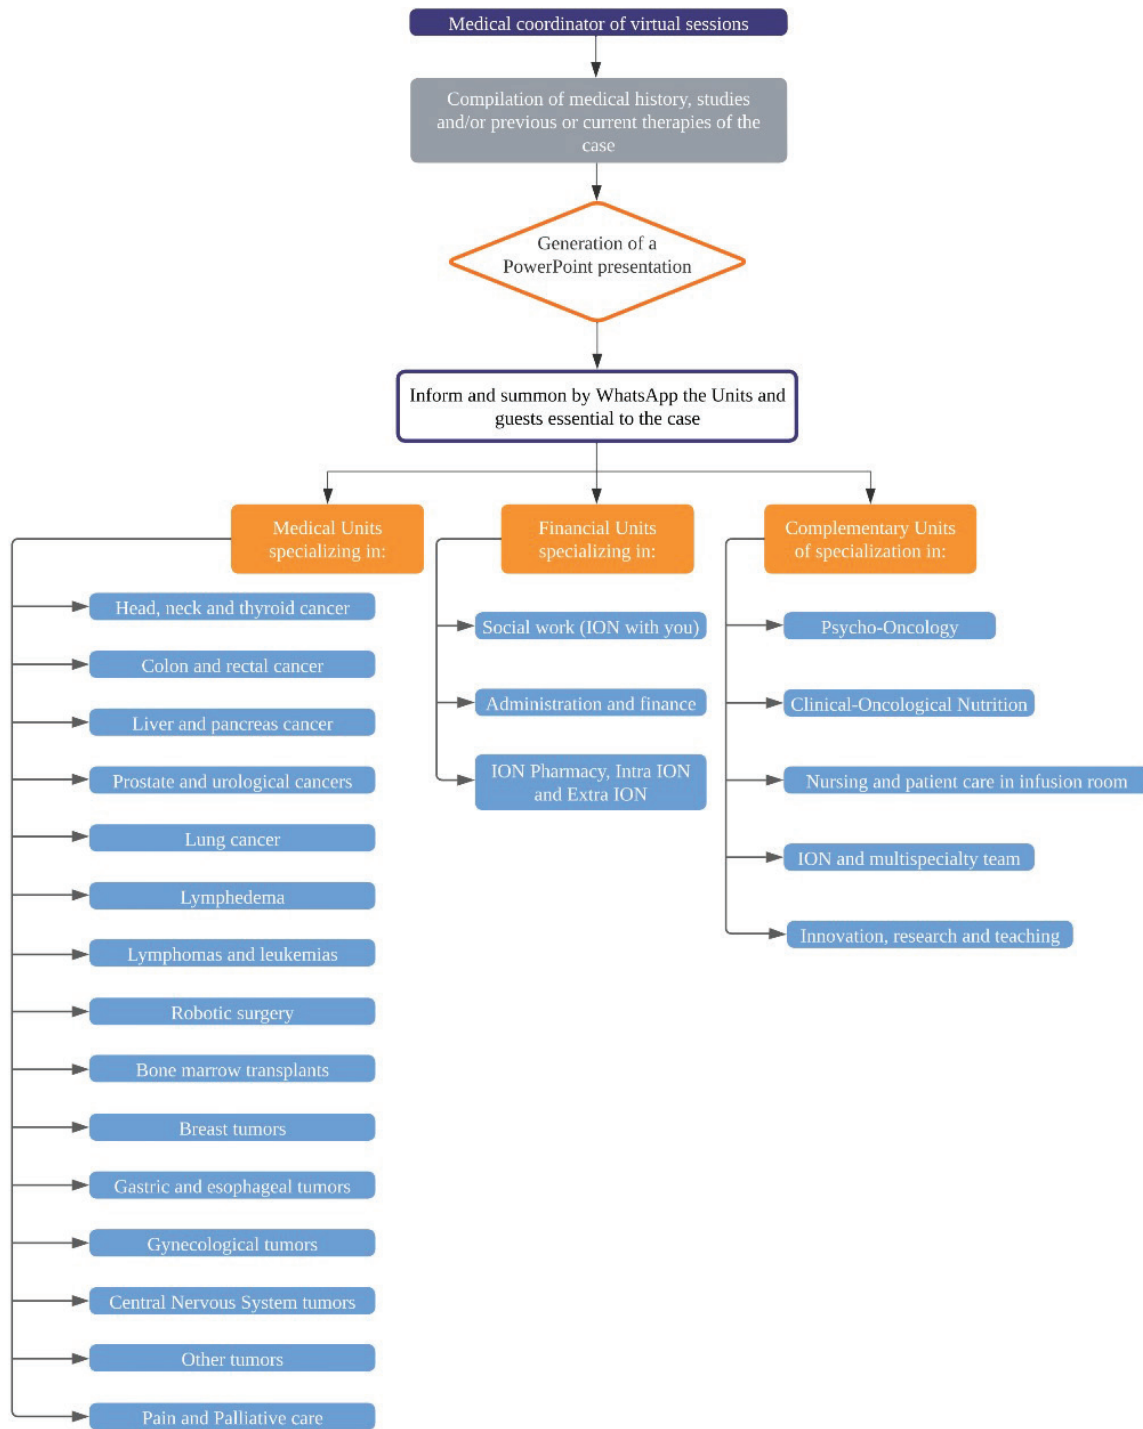 Medical coordinator of virtual sessions
Compilation of medical history, studies
and/or previous or current therapies of the
case
Generation of a
PowerPoint presentation
Inform and summon by WhatsApp the Units and
guests essential to the case
Medical Units
specializing in:
Head, neck and thyroid cancer
Colon and rectal cancer
Liver and pancreas cancer
Prostate and urological cancers
Lung cancer
Lymphedema
Lymphomas and leukemias
Robotic surgery
Bone marrow transplants
Breast tumors
Gastric and esophageal tumors
Gynecological tumors
Central Nervous System tumors
Other tumors
Pain and Palliative care
Financial Units
specializing in:
Social work (ION with you)
Administration and finance
ION Pharmacy, Intra ION
and Extra ION
Complementary Units
of specialization in:
Psycho-Oncology
Clinical-Oncological Nutrition
Nursing and patient care in infusion room
ION and multispecialty team
Innovation, research and teaching